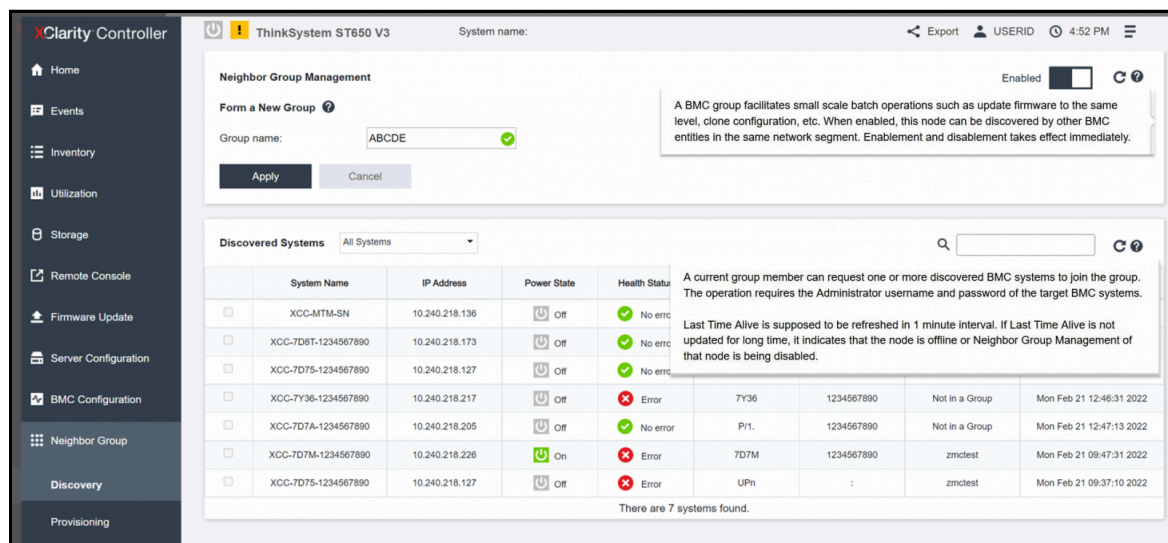 XClarity Controller
ThinkSystem ST650 V3
System name:
Export
USERID
4:52 PM
Home
Events
Inventory
Utilization
Storage
Remote Console
Firmware Update
Server Configuration
BMC Configuration
Neighbor Group
Discovery
Provisioning
Neighbor Group Management
Enabled
Form a New Group
Group name:
ABCDE
Apply
Cancel
A BMC group facilitates small scale batch operations such as update firmware to the same
level, clone configuration, etc. When enabled, this node can be discovered by other BMC
entities in the same network segment. Enablement and disablement takes effect immediately.
Discovered Systems
All Systems
A current group member can request one or more discovered BMC systems to join the group.
The operation requires the Administrator username and password of the target BMC systems.
Last Time Alive is supposed to be refreshed in 1 minute interval. If Last Time Alive is not
updated for long time, it indicates that the node is offline or Neighbor Group Management of
that node is being disabled.
System Name IP Address Power State Health Statu
XCC-MTM-SN 10.240.218.136 Off No erro
XCC-7D8T-1234567890 10.240.218.173 Off No erro
XCC-7D75-1234567890 10.240.218.127 Off No erro
XCC-7Y36-1234567890 10.240.218.217 Off Error 7Y36 1234567890 Not in a Group Mon Feb 21 12:46:31 2022
XCC-7D7A-1234567890 10.240.218.205 Off No error P/1. 1234567890 Not in a Group Mon Feb 21 12:47:13 2022
XCC-7D7M-1234567890 10.240.218.226 On Error 7D7M 1234567890 zmctest Mon Feb 21 09:47:31 2022
XCC-7D75-1234567890 10.240.218.127 Off Error UPn : zmctest Mon Feb 21 09:37:10 2022
There are 7 systems found.